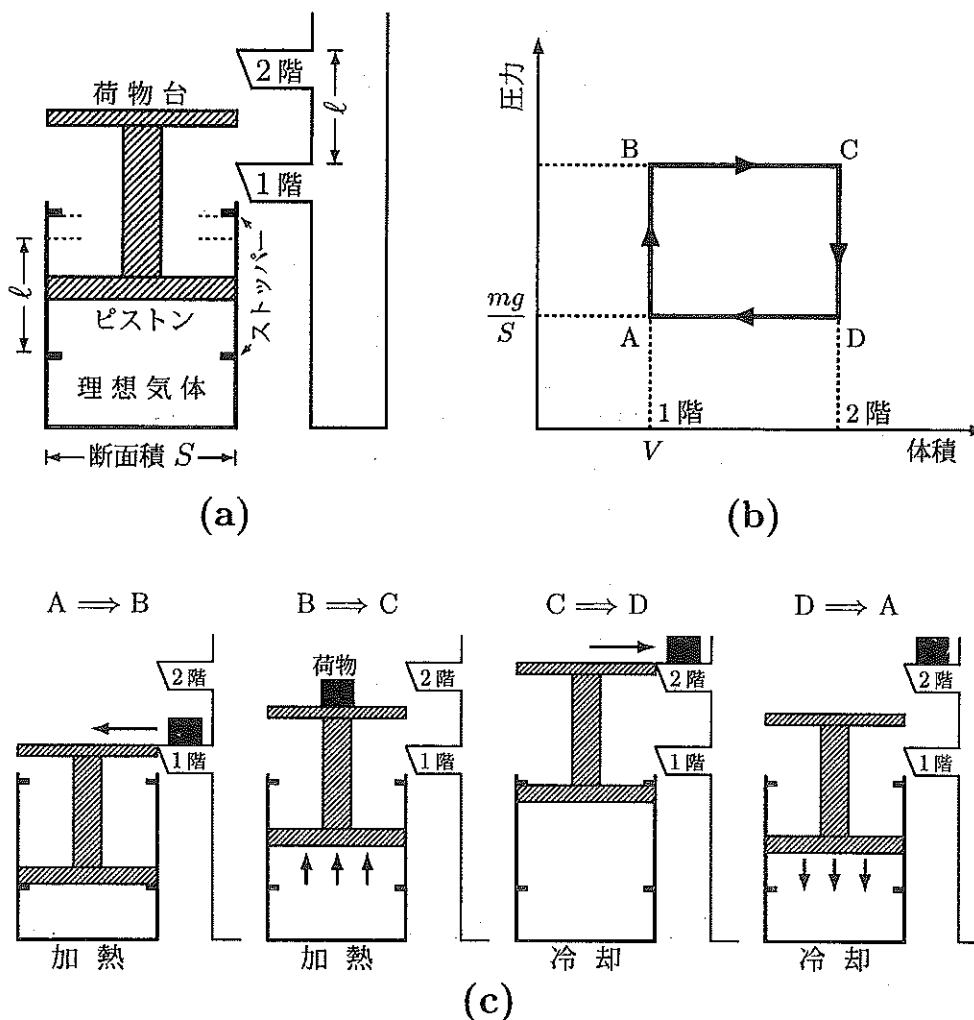 荷物台
2階
ℓ
1階
ストッパー
ℓ
ピストン
理想気体
断面積 S
(a)
圧力
B
C
mg
S
A
D
1階
2階
V
体積
(b)
A ⟹ B
B ⟹ C
C ⟹ D
D ⟹ A
2階
1階
加熱
荷物
2階
1階
加熱
2階
1階
冷却
2階
1階
冷却
(c)